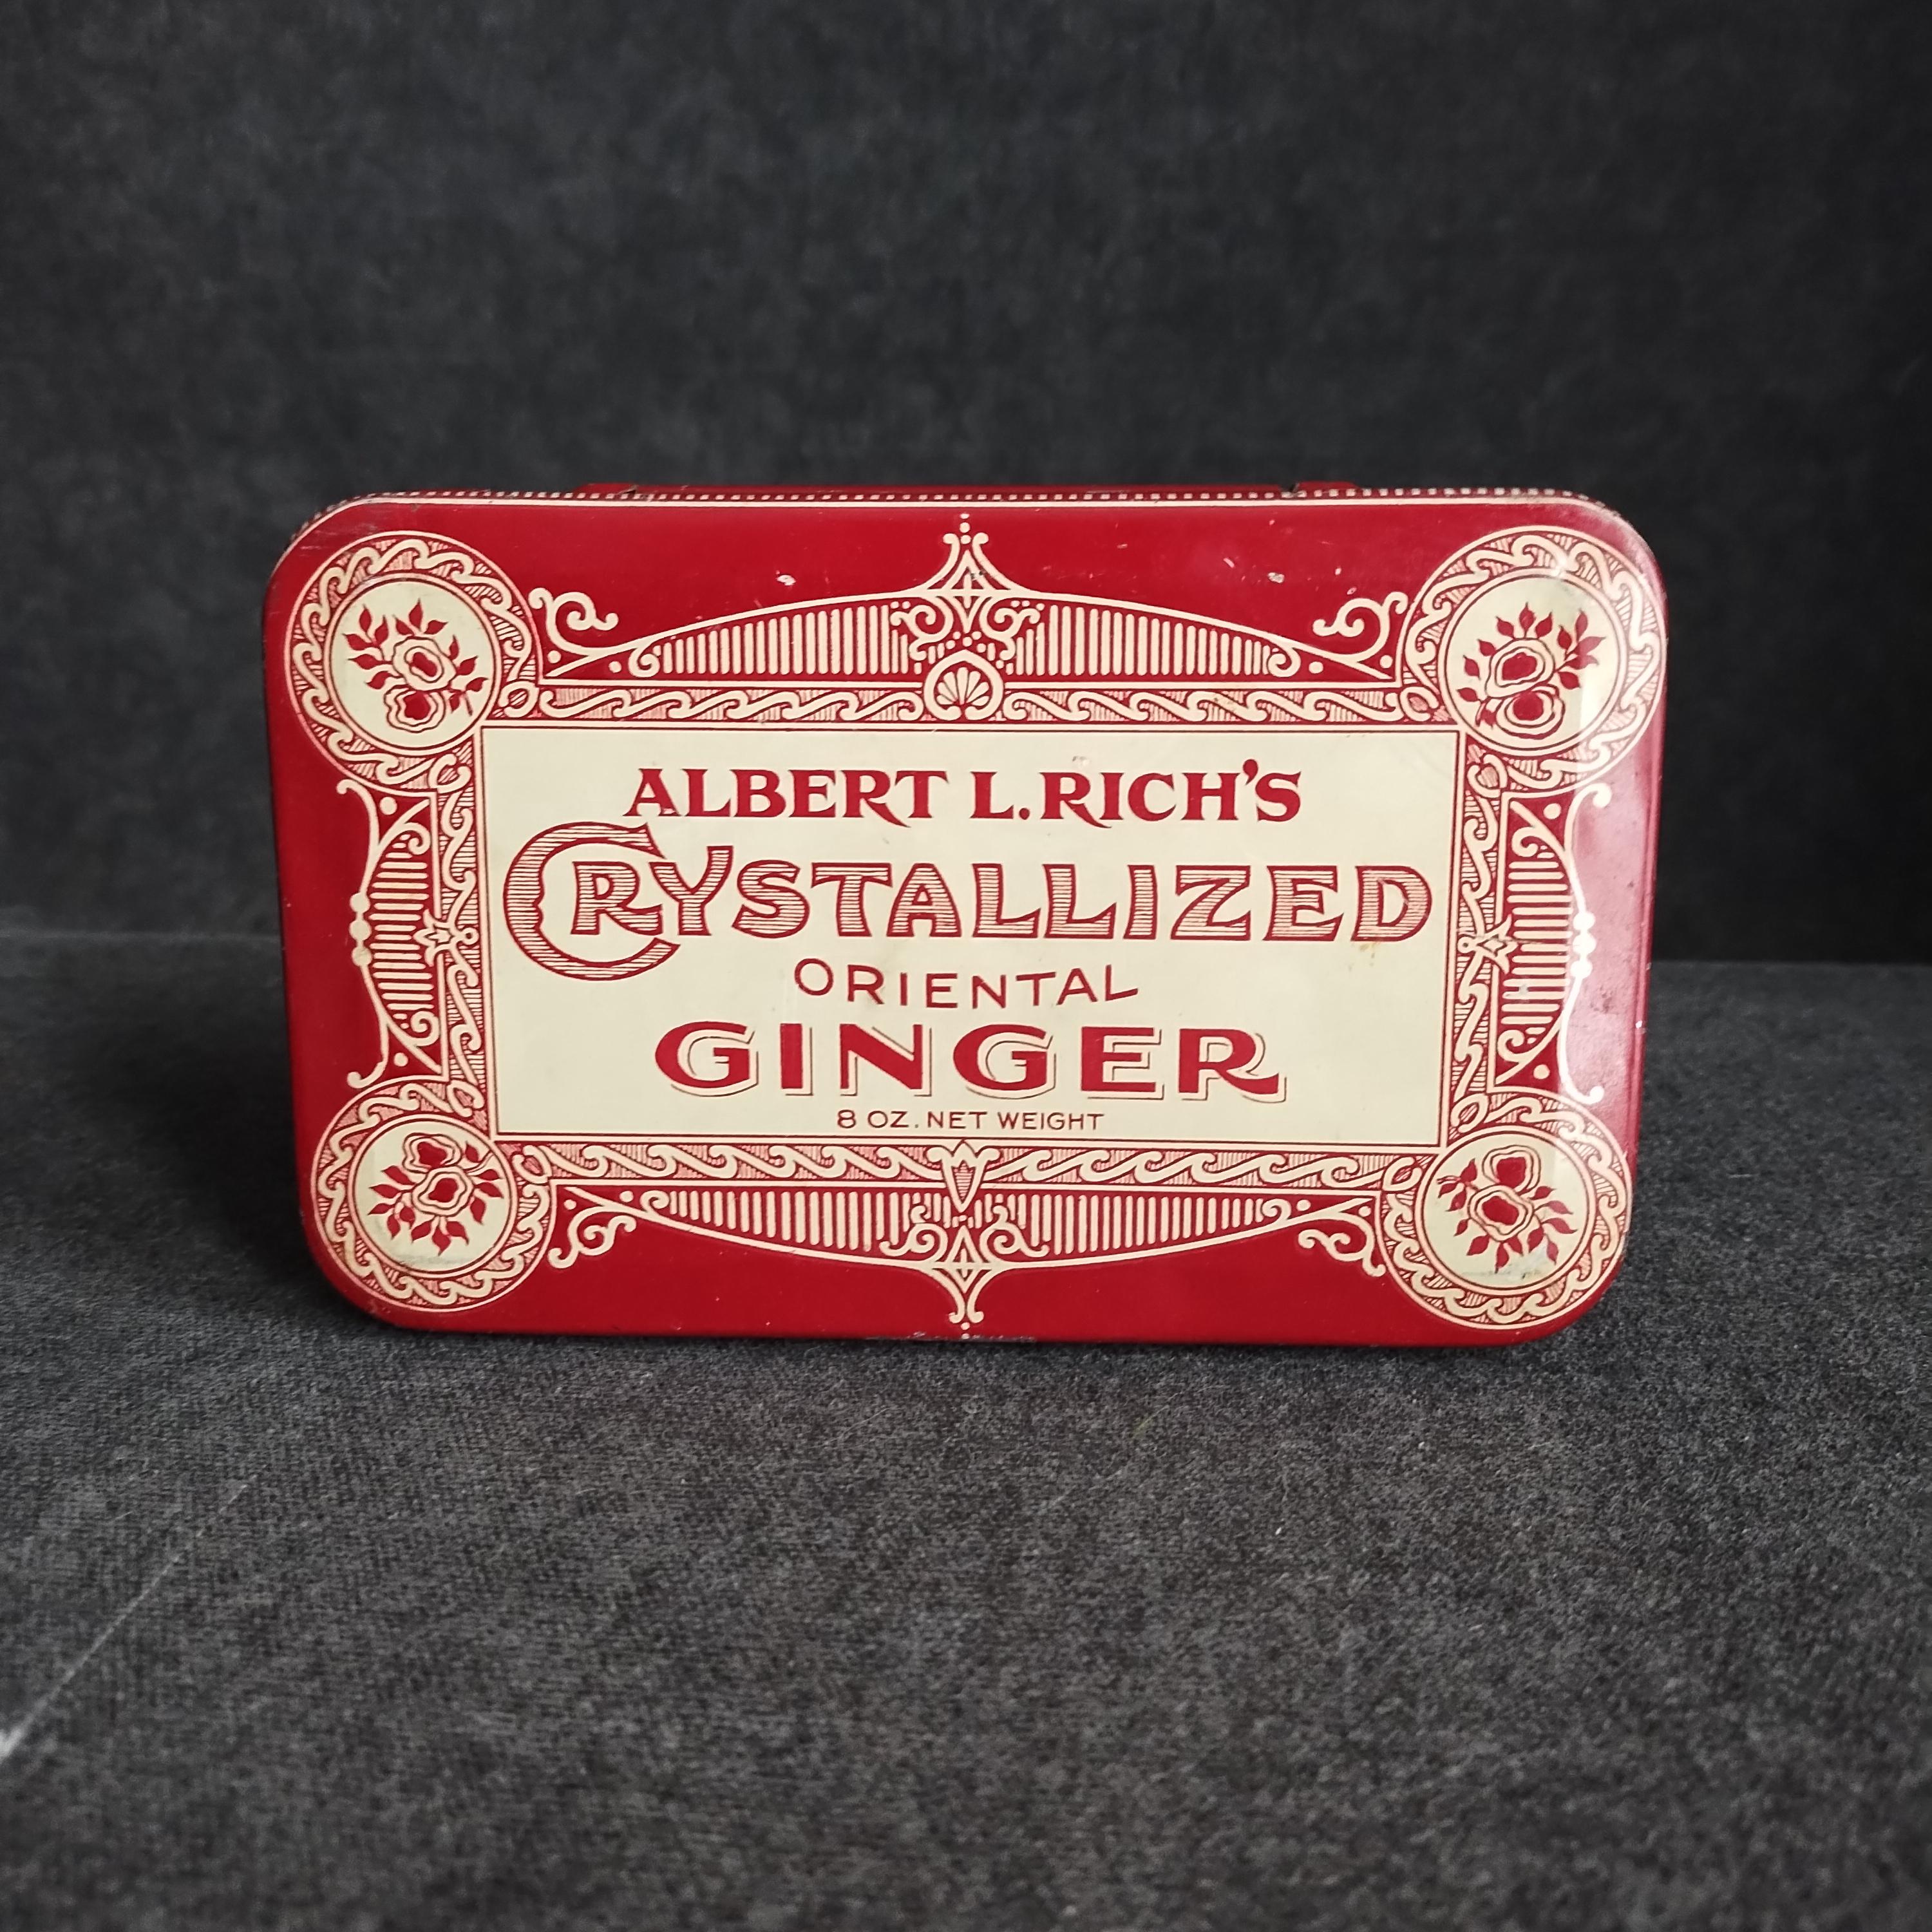 ALBERT L. RICH'S
CRYSTALLIZED
ORIENTAL
GINGER
8 OZ. NET WEIGHT